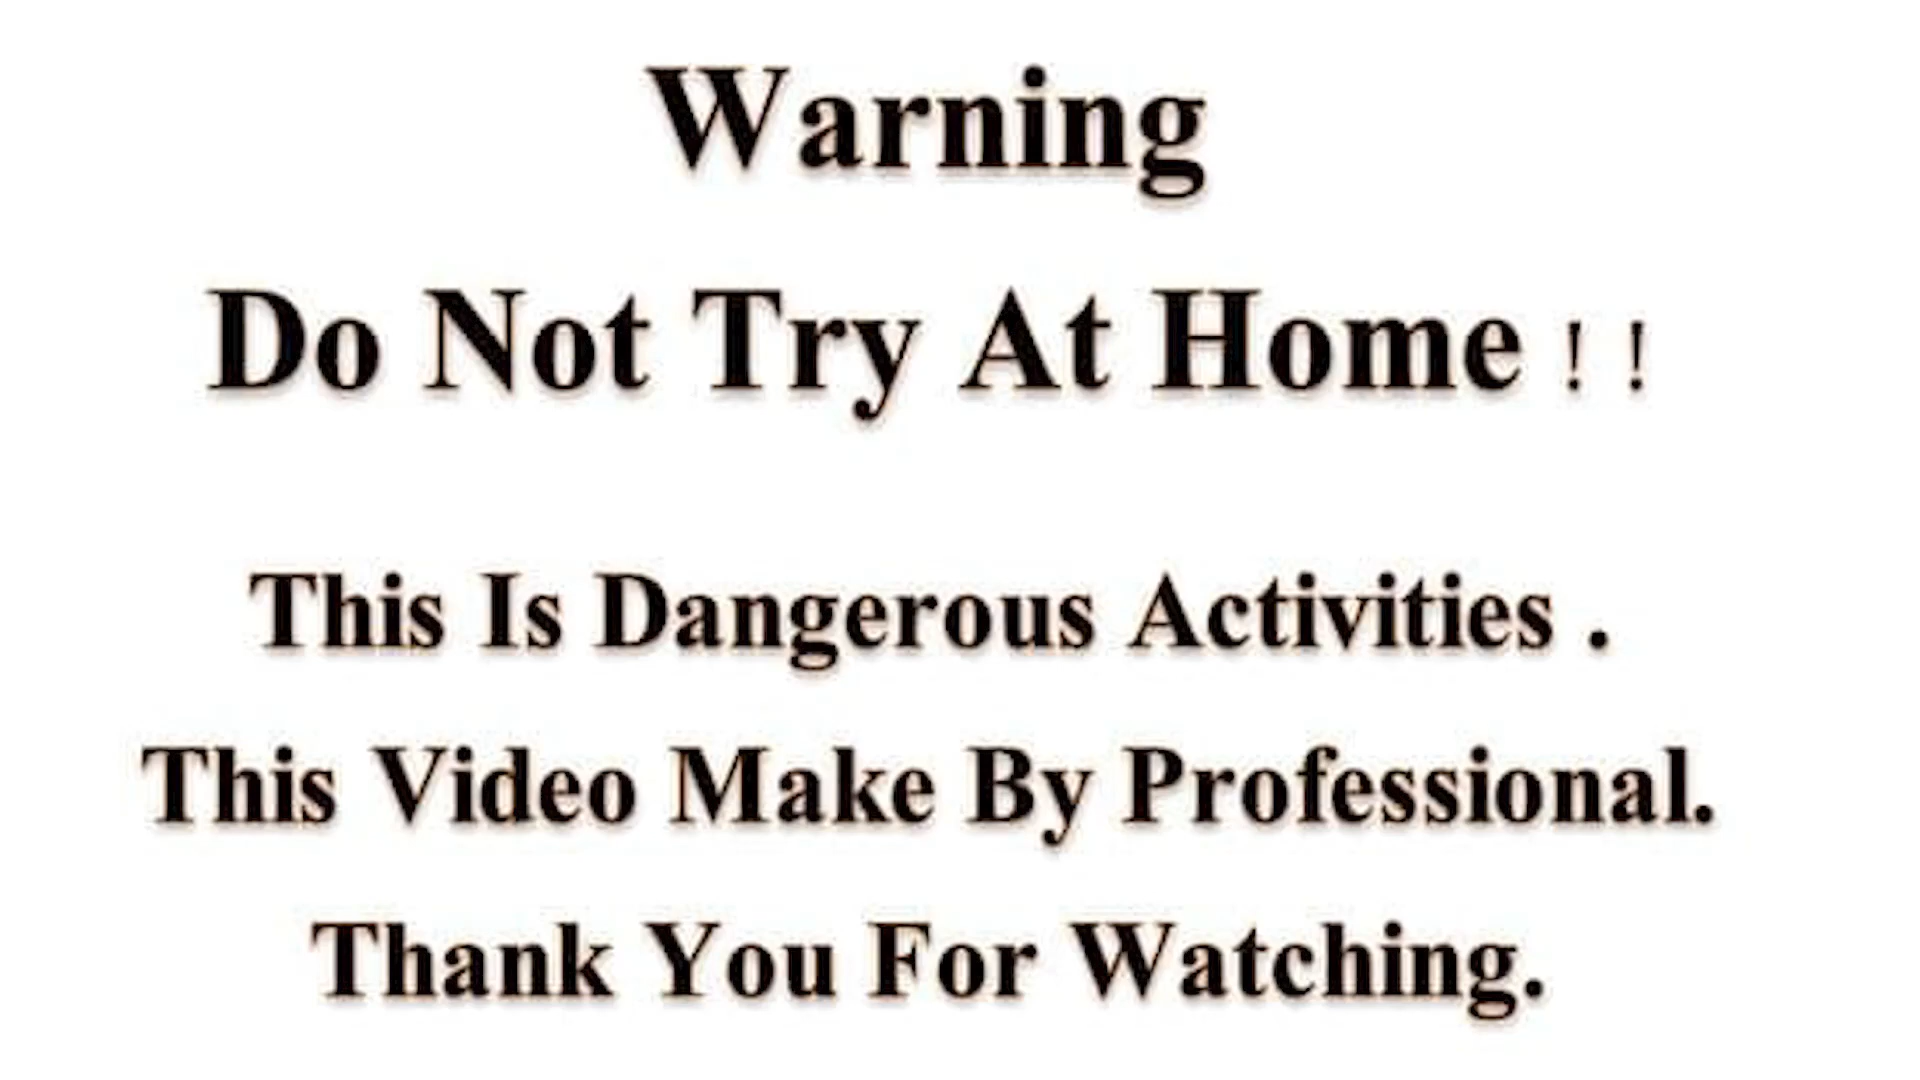 Warning
Do Not Try At Home ! !
This Is Dangerous Activities .
This Video Make By Professional.
Thank You For Watching.